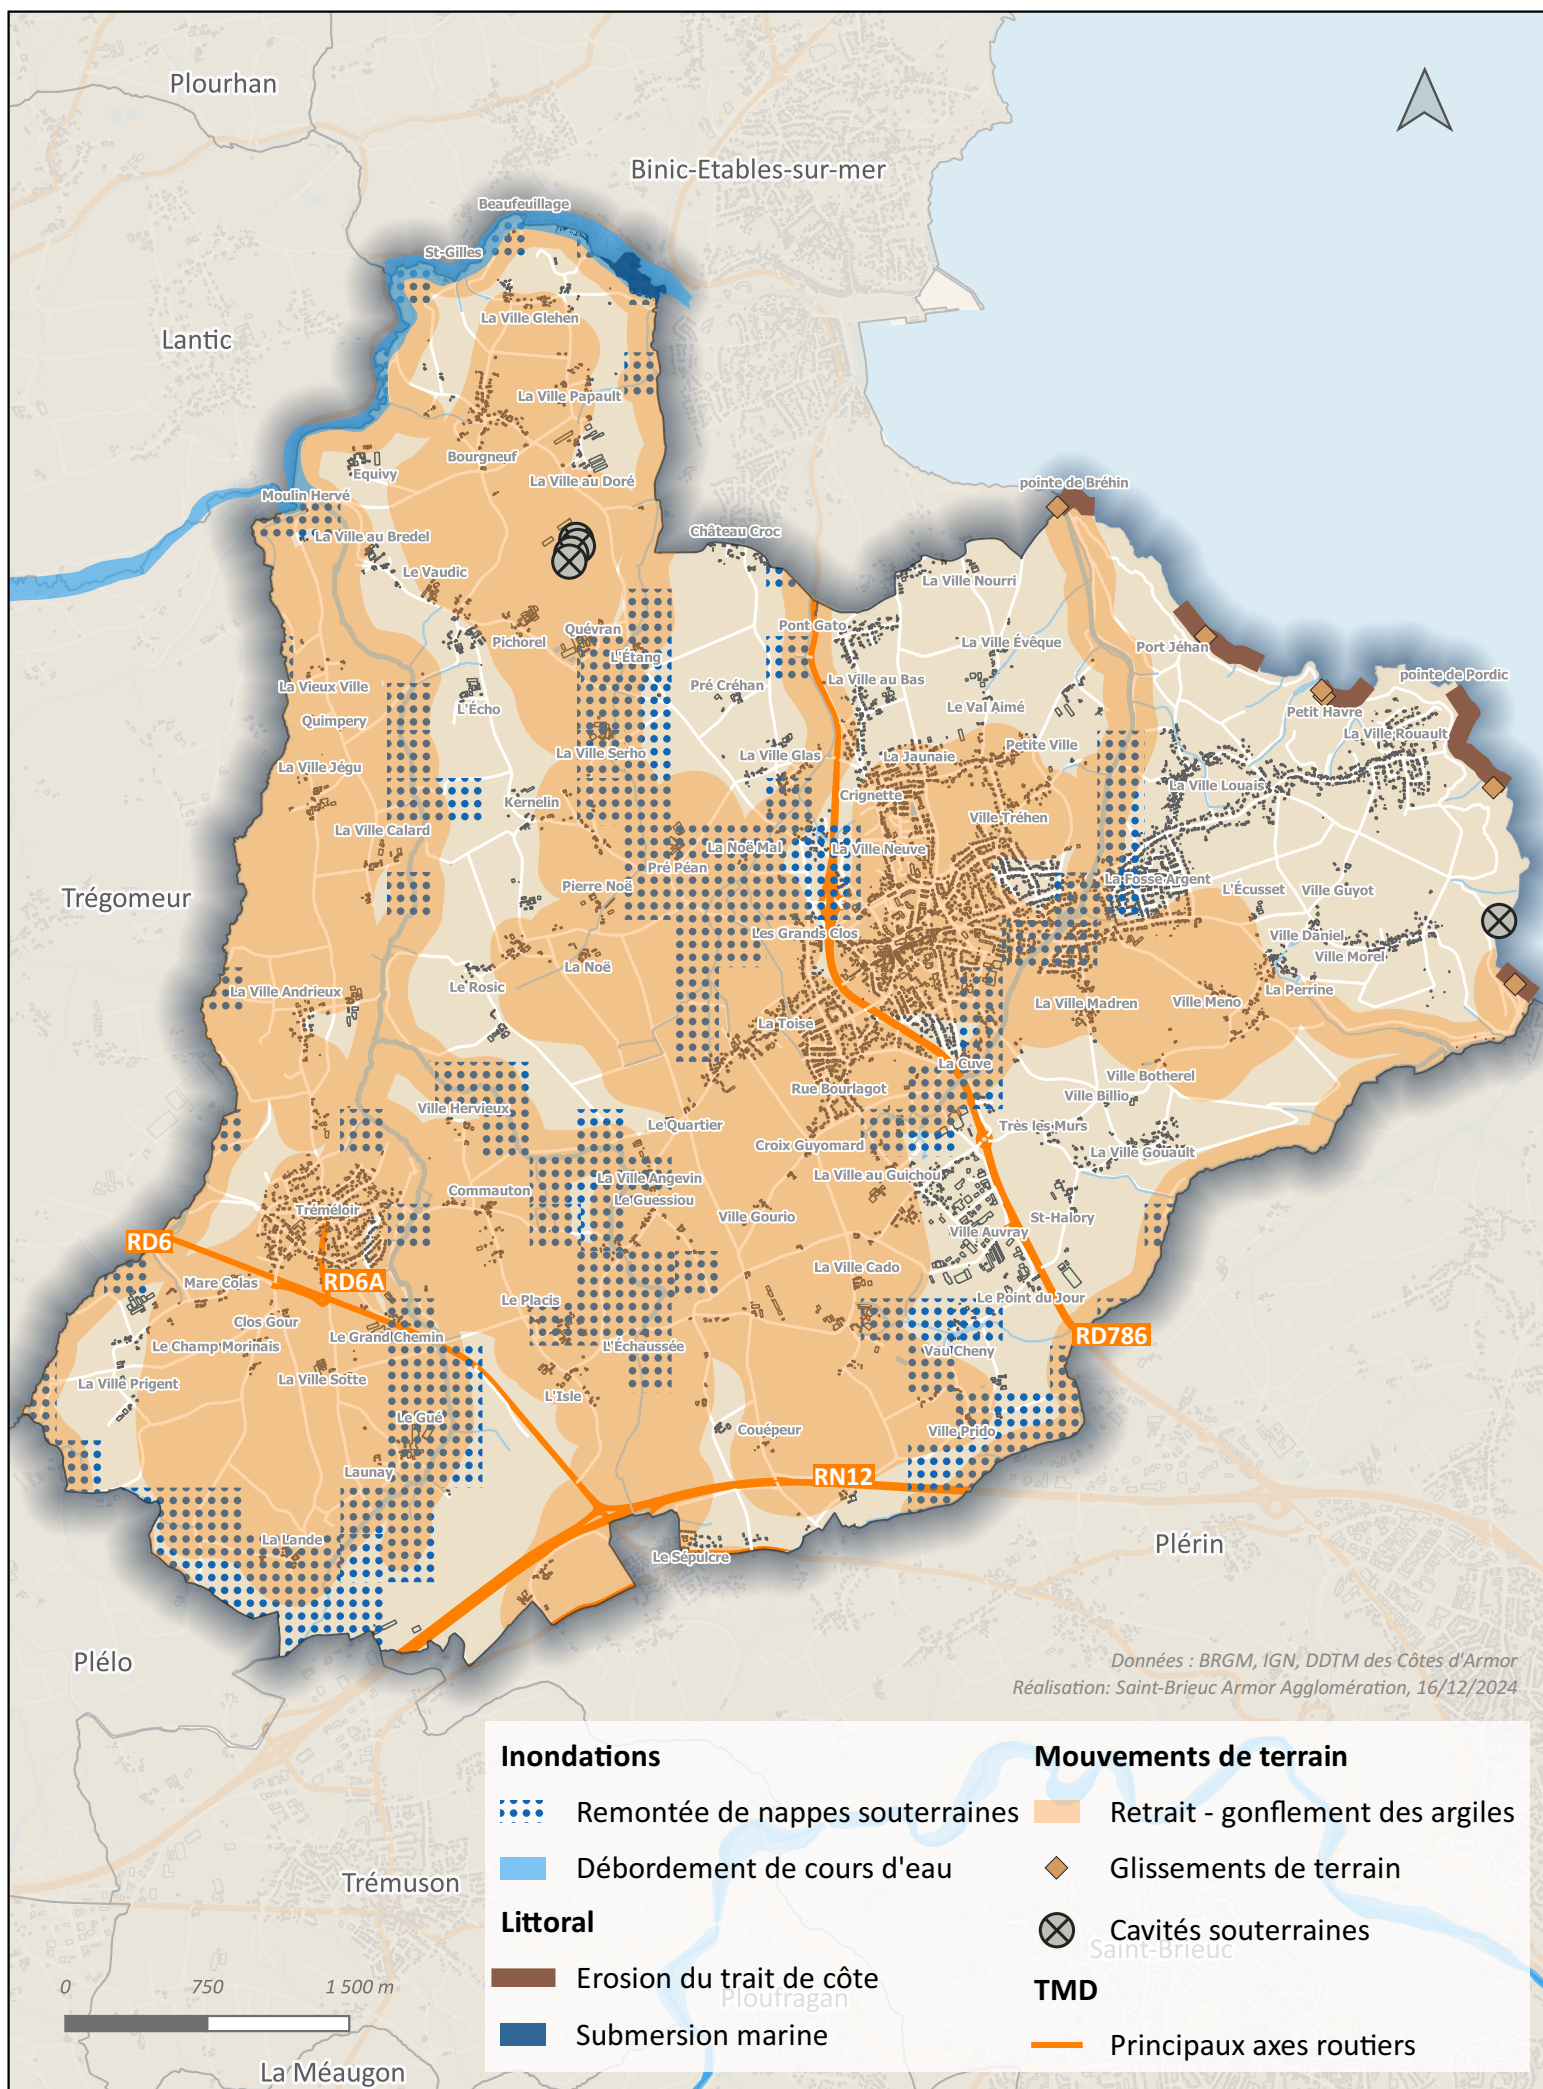 Plourhan
Binic-Etables-sur-mer
Beaufeuillage
St-Gilles
La Ville Glehen
Lantic
La Ville Papault
Bourgneuf
Equivy
La Ville au Doré
pointe de Bréhin
Moulin Hervé
Château Croc
La Ville au Bredel
Le Vaudic
La Ville Nourri
Pont Gato
Quévran
Pichorel
La Ville Évêque
Port Jéhan
L'Étang
pointe de Pordic
La Vieux Ville
Pré Créhan
La Ville au Bas
L'Écho
Le Val Aimé
Petit Havre
Quimpery
La Ville Rouault
La Ville Serho
La Ville Glas
La Jaunaie
Petite Ville
La Ville Jégu
La Ville Louais
Kernelin
Crignette
Ville Tréhen
La Ville Calard
La Noë Mal
La Ville Neuve
Pré Péan
La Fosse Argent
Pierre Noë
L'Écusset
Ville Guyot
Trégomeur
Les Grands Clos
Ville Daniel
Ville Morel
La Noë
Le Rosic
La Ville Andrieux
La Perrine
La Ville Madren
Ville Meno
La Toise
La Cuve
Ville Botherel
Rue Bourlagot
Ville Billio
Ville Hervieux
Le Quartier
Très les Murs
Croix Guyomard
La Ville Gouault
La Ville Angevin
La Ville au Guichou
Commauton
Le Guessiou
Tréméloir
Ville Gourio
St-Halory
Ville Auvray
RD6
La Ville Cado
RD6A
Mare Colas
Le Placis
Le Point du Jour
Clos Gour
Le Grand Chemin
RD786
Le Champ Morinais
L'Échaussée
Vau Cheny
La Ville Prigent
La Ville Sotte
L'Isle
Le Gué
Couépeur
Ville Prido
Launay
RN12
La Lande
Le Sépulcre
Plérin
Plélo
Données : BRGM, IGN, DDTM des Côtes d'Armor
Réalisation: Saint-Brieuc Armor Agglomération, 16/12/2024
Inondations
Remontée de nappes souterraines
Débordement de cours d'eau
Littoral
Erosion du trait de côte
Submersion marine
Mouvements de terrain
Retrait - gonflement des argiles
Glissements de terrain
Cavités souterraines
TMD
Principaux axes routiers
Trémuson
Saint-Brieuc
Ploufragan
0 750 1 500 m
La Méaugon